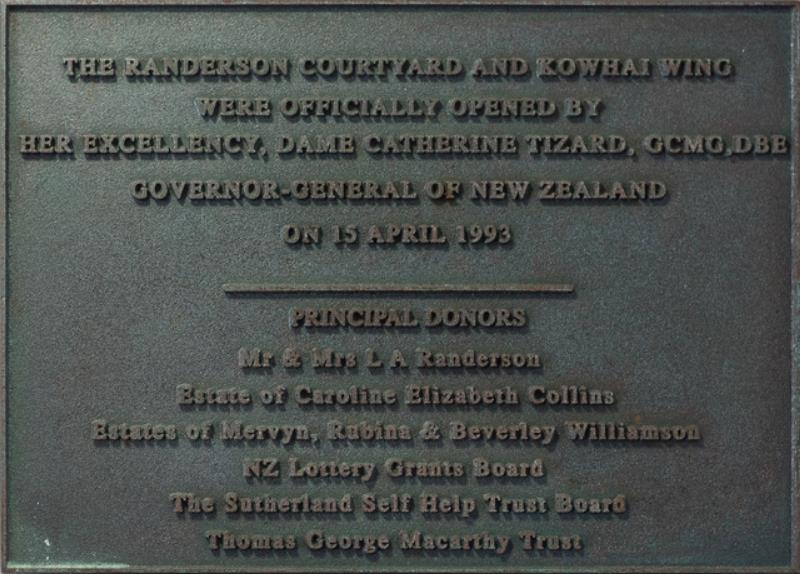 THE RANDERSON COURTYARD AND KOWHAI WING
WERE OFFICIALLY OPENED BY
HER EXCELLENCY, DAME CATHERINE TIZARD, GCMG,DBE
GOVERNOR-GENERAL OF NEW ZEALAND
ON 15 APRIL 1993
PRINCIPAL DONORS
Mr & Mrs L A Randerson
Estate of Caroline Elizabeth Collins
Estates of Mervyn, Rubina & Beverley Williamson
NZ Lottery Grants Board
The Sutherland Self Help Trust Board
Thomas George Macarthy Trust